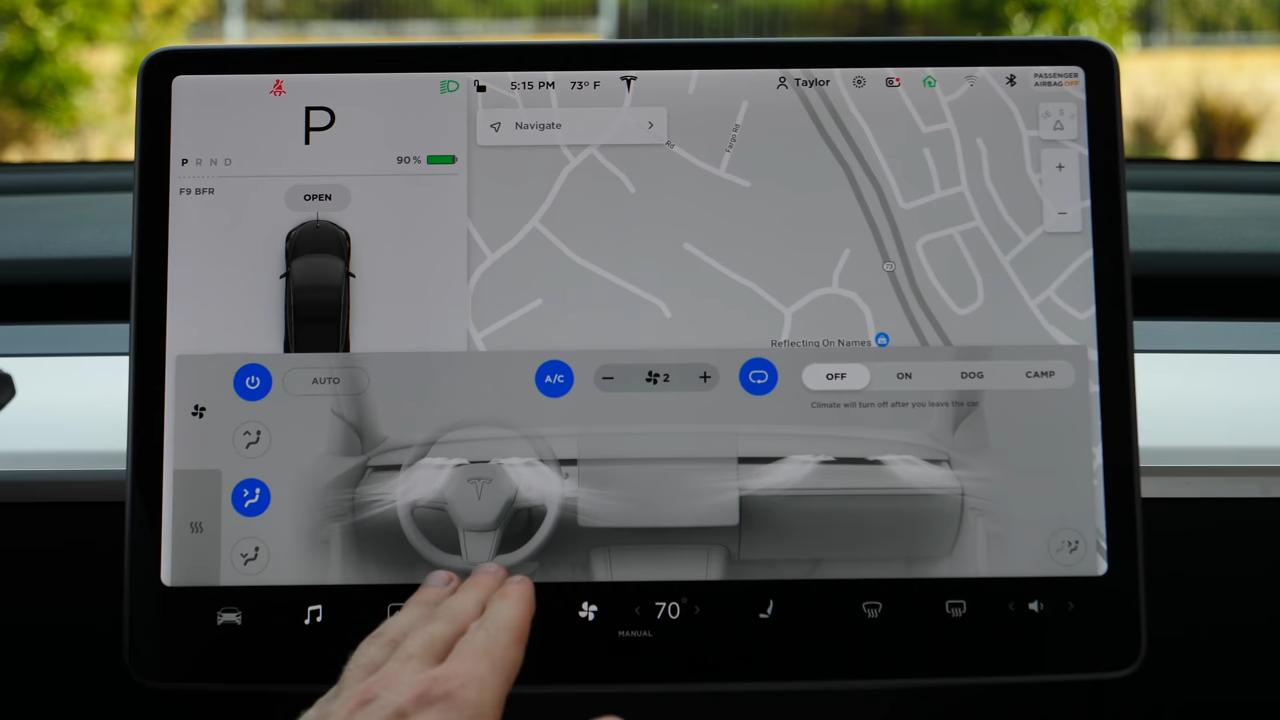 5:15 PM 73° F
Taylor
PASSENGER
AIRBAG OFF
P
P R N D
90 %
F9 BFR
OPEN
Navigate
Rd
Fargo Rd
73
Reflecting On Names
+
−
AUTO
A/C
− 2 +
OFF ON DOG CAMP
Climate will turn off after you leave the car
70°
MANUAL